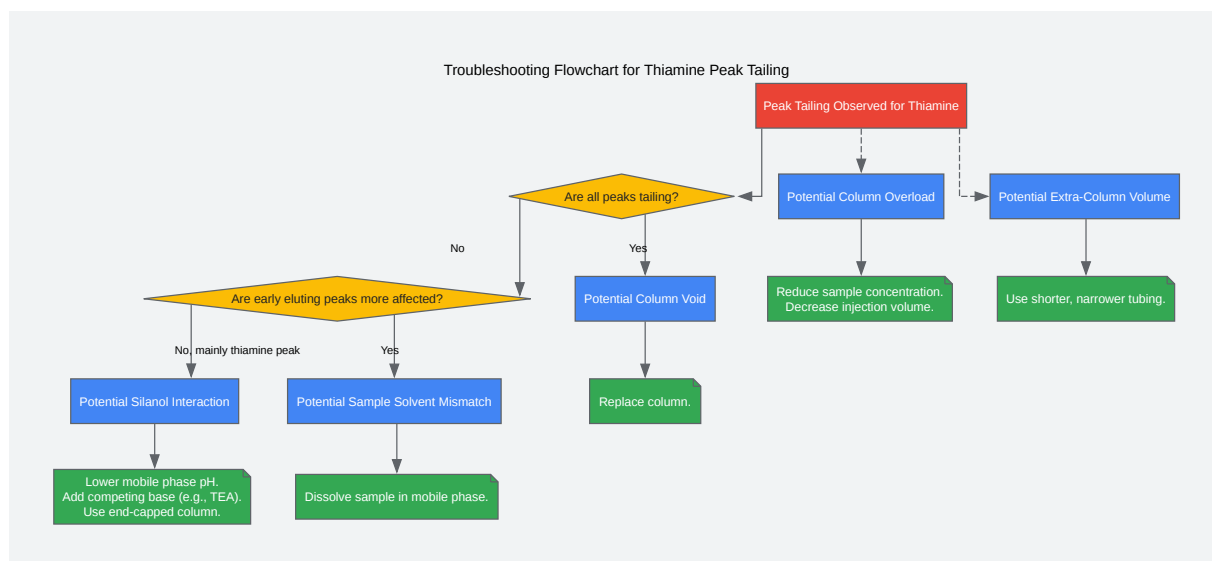 Troubleshooting Flowchart for Thiamine Peak Tailing
Peak Tailing Observed for Thiamine
Are all peaks tailing?
Potential Column Overload
Potential Extra-Column Volume
No
Yes
Are early eluting peaks more affected?
Potential Column Void
Reduce sample concentration.
Decrease injection volume.
Use shorter, narrower tubing.
No, mainly thiamine peak
Yes
Potential Silanol Interaction
Potential Sample Solvent Mismatch
Replace column.
Lower mobile phase pH.
Add competing base (e.g., TEA).
Use end-capped column.
Dissolve sample in mobile phase.